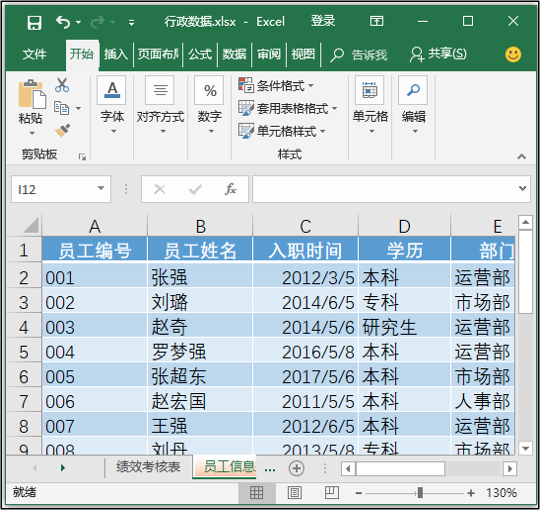 行政数据.xlsx - Excel 登录
文件 开始 插入 页面布局 公式 数据 审阅 视图 告诉我 共享(S)
粘贴 字体 对齐方式 % 数字 条件格式 套用表格格式 单元格样式 单元格 编辑
剪贴板 样式
I12 fx
A B C D E
1 员工编号 员工姓名 入职时间 学历 部门
2 001 张强 2012/3/5 本科 运营部
3 002 刘璐 2014/6/5 专科 市场部
4 003 赵奇 2014/5/6 研究生 运营部
5 004 罗梦强 2016/5/8 本科 运营部
6 005 张超东 2017/5/6 本科 市场部
7 006 赵宏国 2011/5/5 本科 人事部
8 007 王强 2012/6/5 本科 运营部
9 008 刘丹 2013/5/8 专科 市场部
绩效考核表 员工信息 ...
就绪 130%